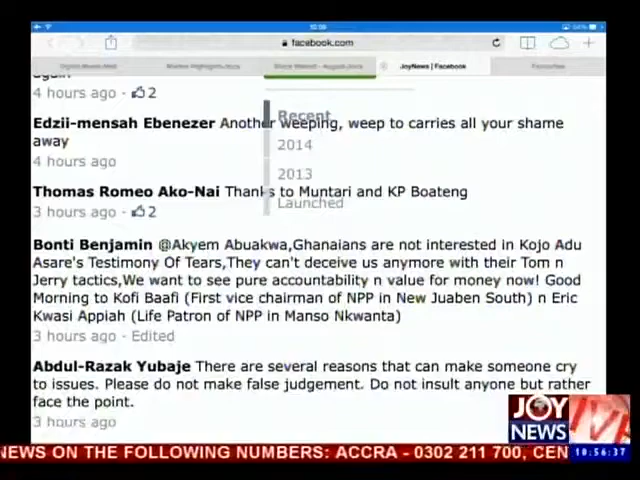 facebook.com
JoyNews | Facebook
again
4 hours ago · 2
Edzii-mensah Ebenezer Another weeping, weep to carries all your shame
away
4 hours ago
Thomas Romeo Ako-Nai Thanks to Muntari and KP Boateng
3 hours ago · 2
Bonti Benjamin @Akyem Abuakwa,Ghanaians are not interested in Kojo Adu
Asare's Testimony Of Tears,They can't deceive us anymore with their Tom n
Jerry tactics,We want to see pure accountability n value for money now! Good
Morning to Kofi Baafi (First vice chairman of NPP in New Juaben South) n Eric
Kwasi Appiah (Life Patron of NPP in Manso Nkwanta)
3 hours ago · Edited
Abdul-Razak Yubaje There are several reasons that can make someone cry
to issues. Please do not make false judgement. Do not insult anyone but rather
face the point.
3 hours ago
Recent
2014
2013
Launched
JOY
NEWS
LIVE
18:56:37
NEWS ON THE FOLLOWING NUMBERS: ACCRA - 0302 211 700, CEN